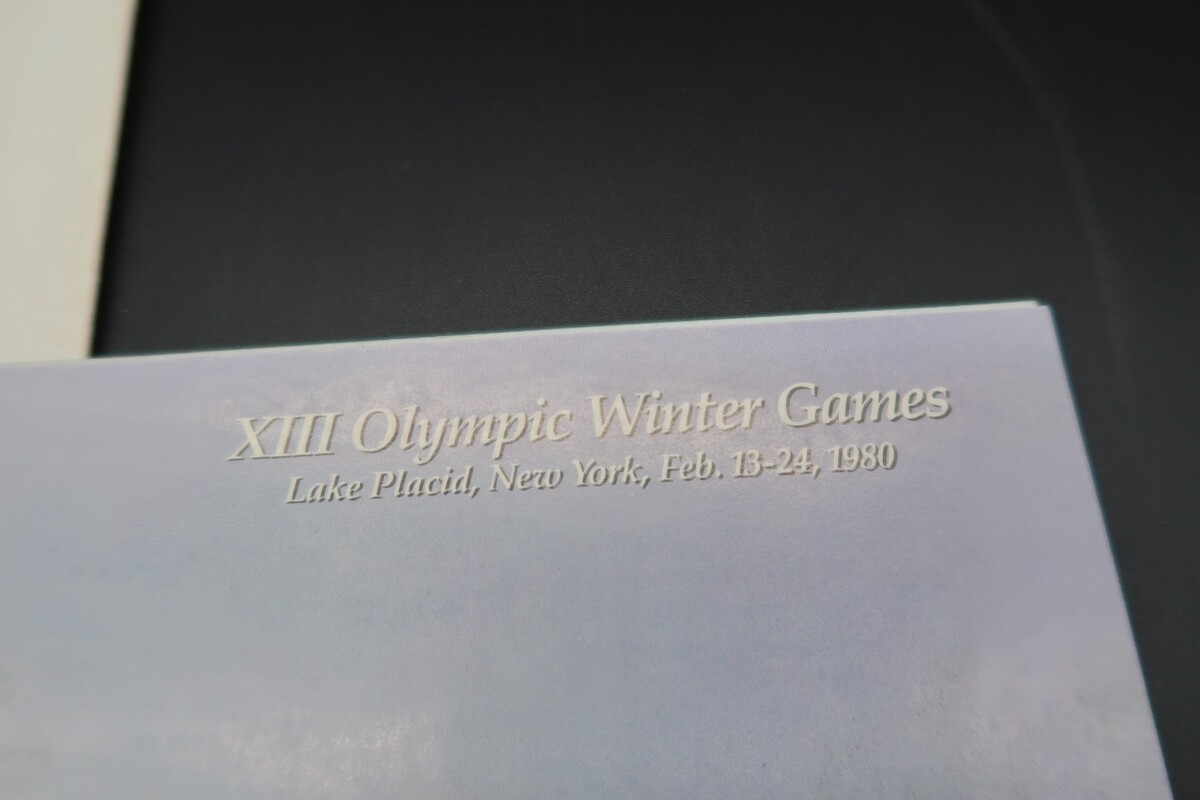 XIII Olympic Winter Games
Lake Placid, New York, Feb. 13-24, 1980